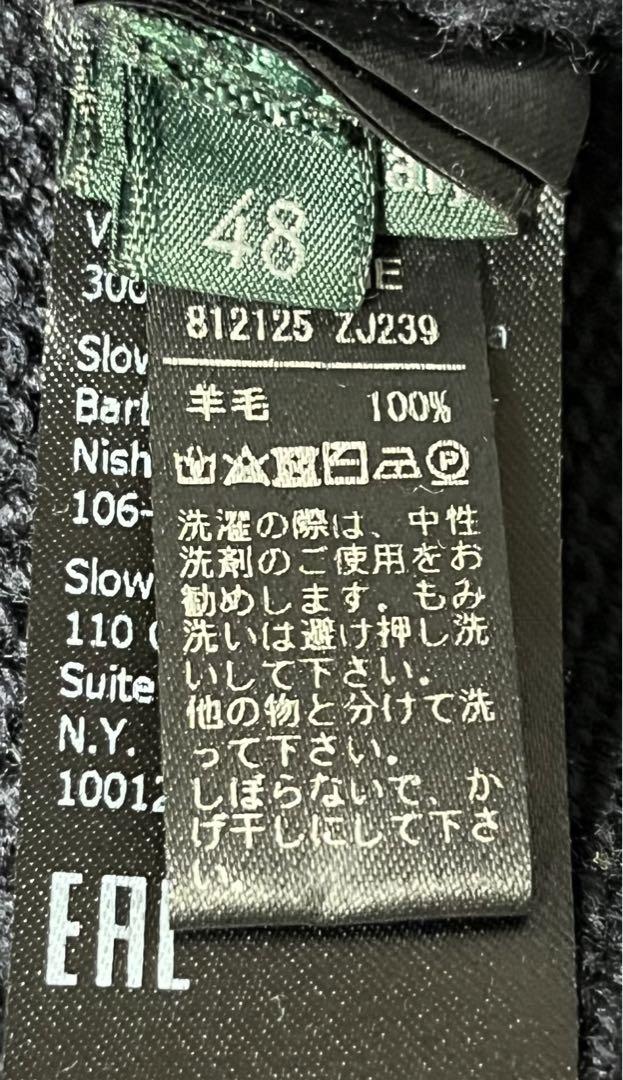 48
812125 ZJ239
羊毛 100%
洗濯の際は、中性
洗剤のご使用をお
勧めします。もみ
洗いは避け押し洗
いして下さい。
他の物と分けて洗
って下さい。
しぼらないで、か
げ干しにして下さ
い。
300
Slow
Barb
Nish
106-
Slow
110
Suite
N.Y.
10012
EAC